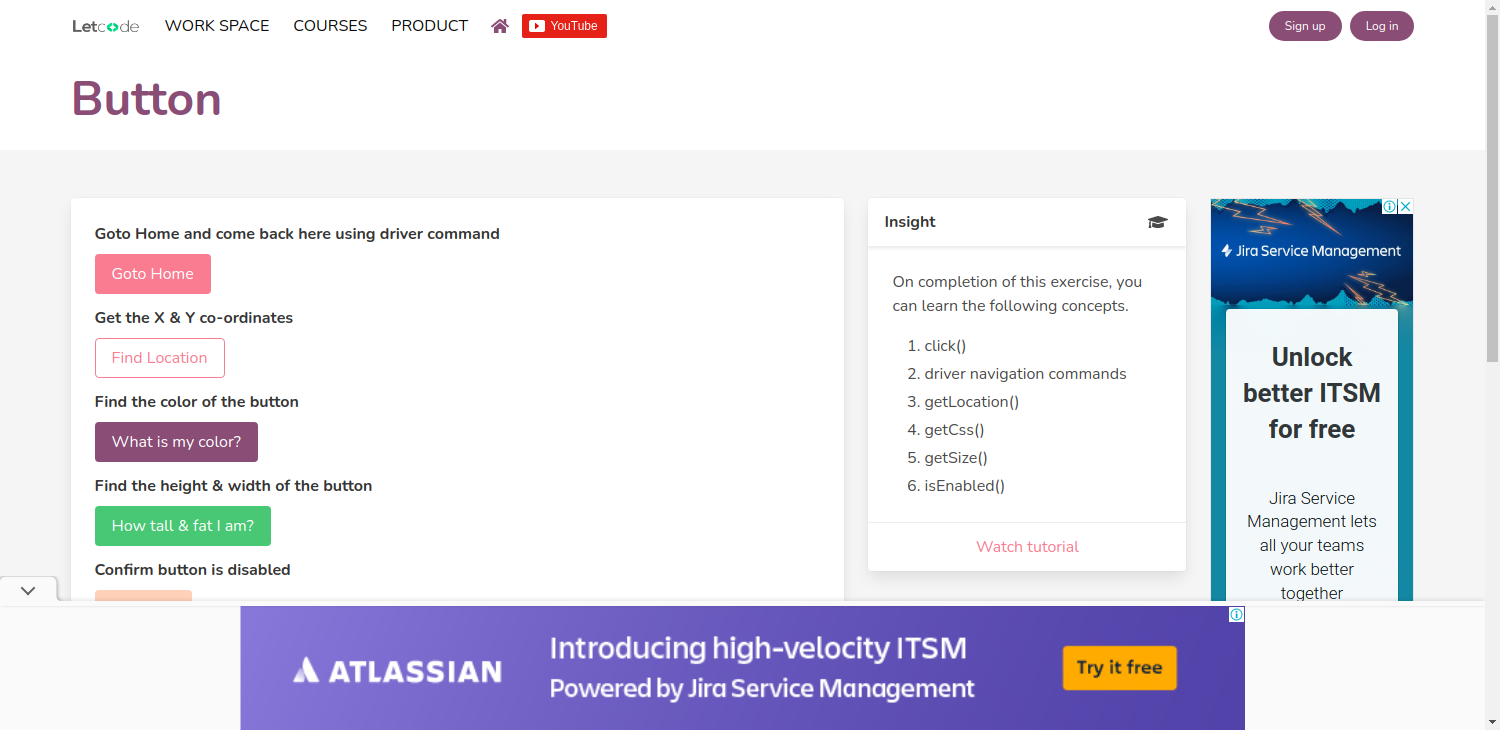 Letcode WORK SPACE COURSES PRODUCT YouTube Sign up Log in
Button
Goto Home and come back here using driver command
Goto Home
Get the X & Y co-ordinates
Find Location
Find the color of the button
What is my color?
Find the height & width of the button
How tall & fat I am?
Confirm button is disabled
Insight
On completion of this exercise, you
can learn the following concepts.
1. click()
2. driver navigation commands
3. getLocation()
4. getCss()
5. getSize()
6. isEnabled()
Watch tutorial
Jira Service Management
Unlock
better ITSM
for free
Jira Service
Management lets
all your teams
work better
together
ATLASSIAN
Introducing high-velocity ITSM
Powered by Jira Service Management
Try it free